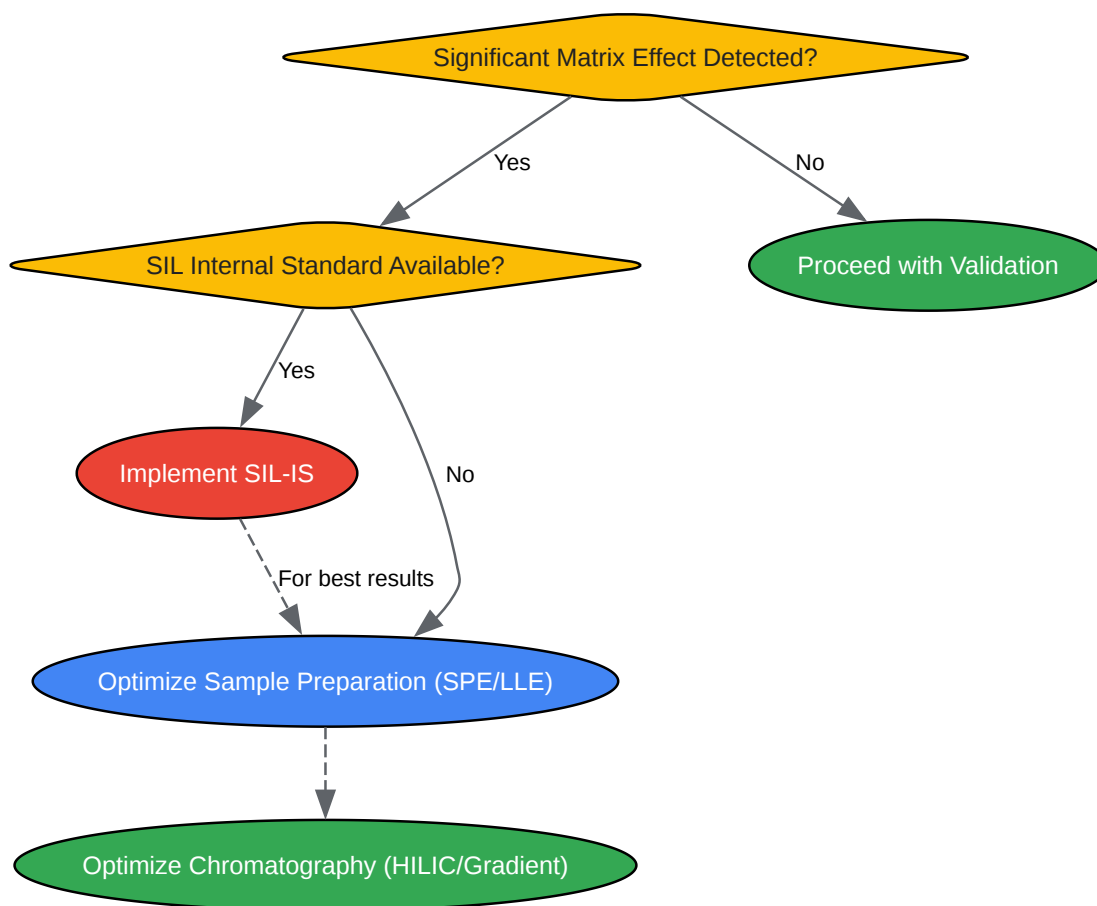 Significant Matrix Effect Detected?
Yes
No
SIL Internal Standard Available?
Proceed with Validation
Yes
Implement SIL-IS
No
For best results
Optimize Sample Preparation (SPE/LLE)
Optimize Chromatography (HILIC/Gradient)